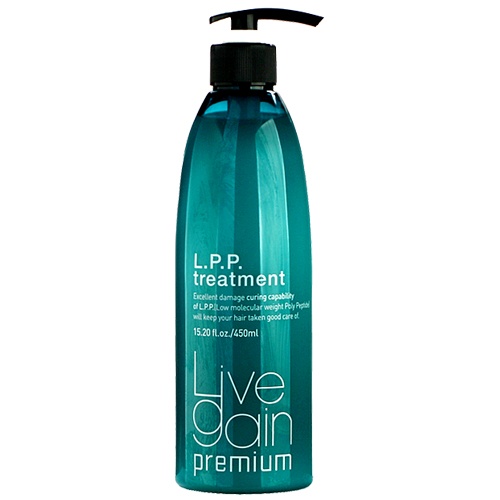 L.P.P.
treatment
Excellent damage curing capability
of L.P.P.(Low molecular weight Poly Peptide)
will keep your hair taken good care of.
15.20 fl.oz./450ml
Live
gain
premium